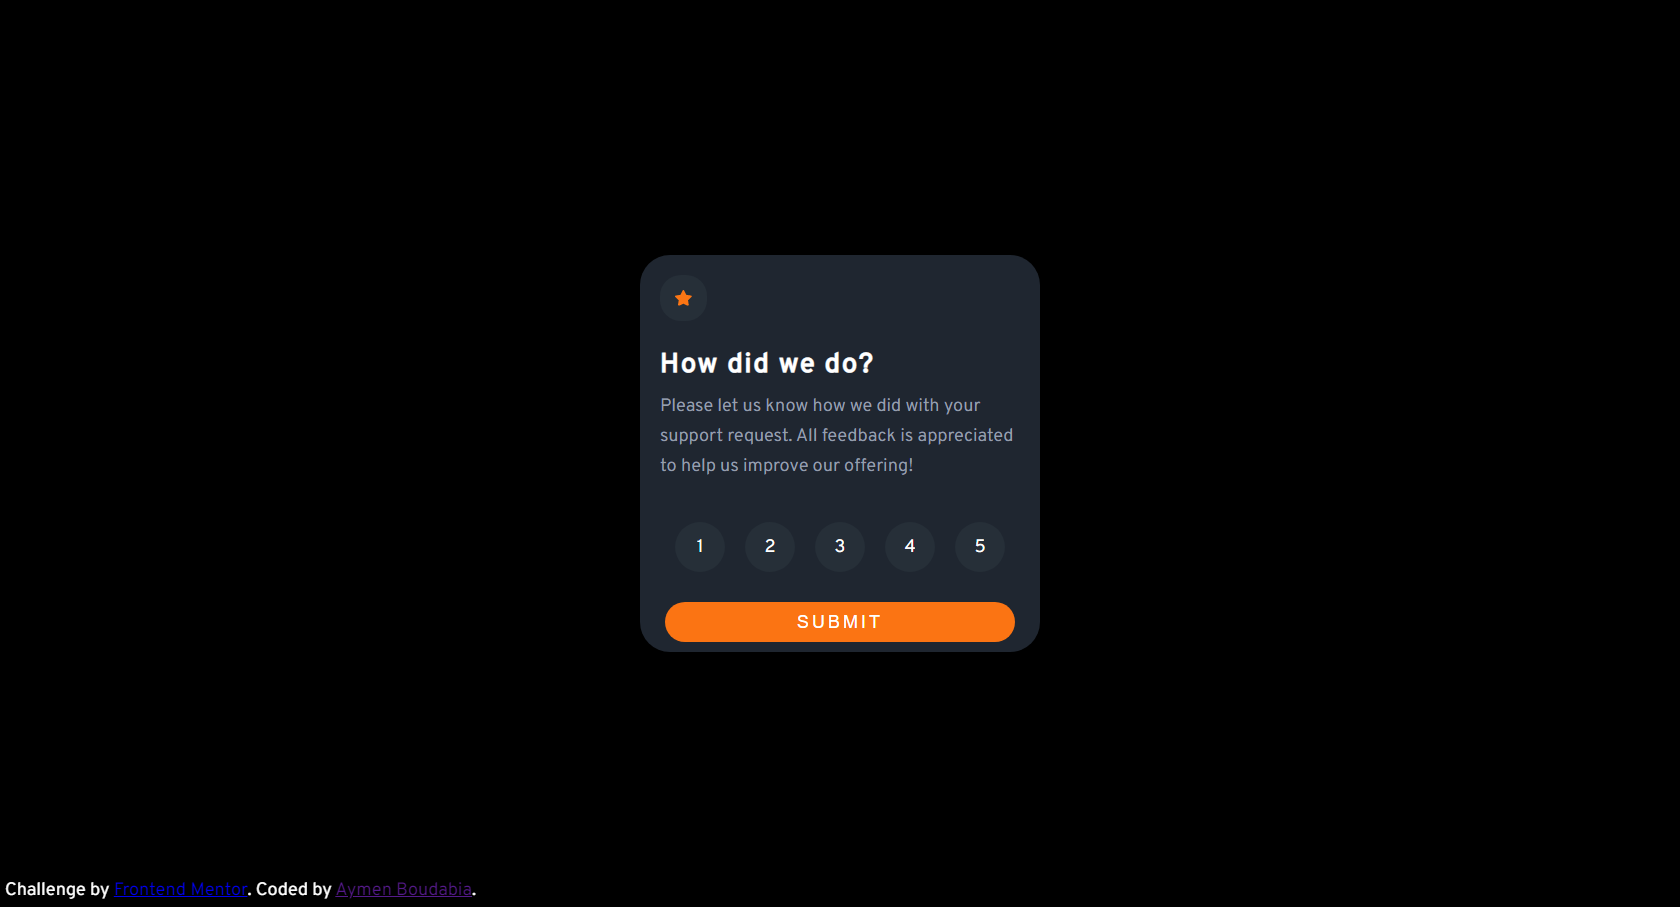 How did we do?
Please let us know how we did with your
support request. All feedback is appreciated
to help us improve our offering!
1 2 3 4 5
SUBMIT
Challenge by Frontend Mentor. Coded by Aymen Boudabia.